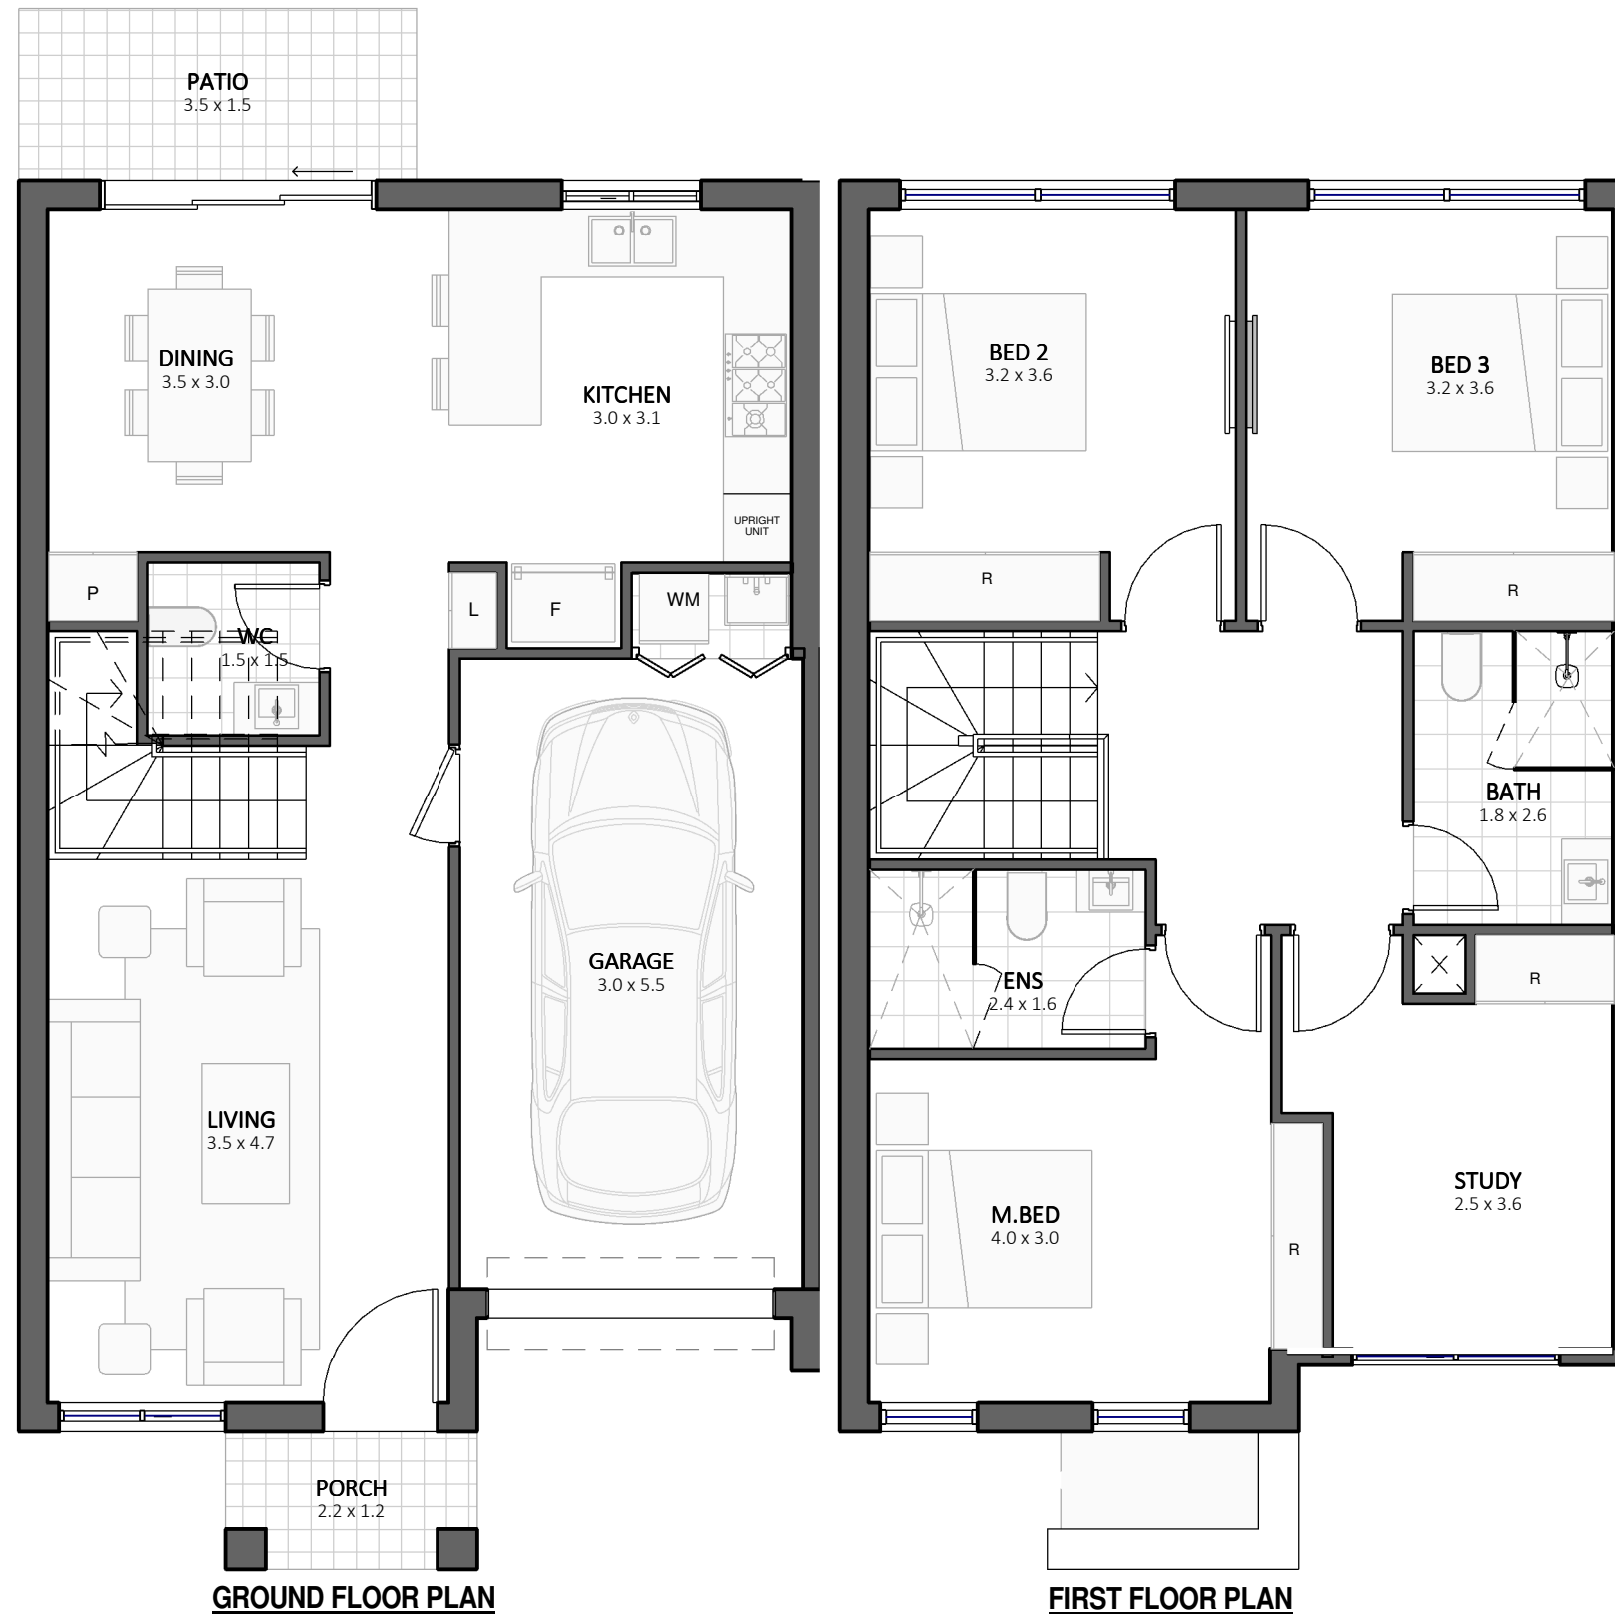 PATIO
3.5 x 1.5
DINING
3.5 x 3.0
KITCHEN
3.0 x 3.1
UPRIGHT
UNIT
P
WC
1.5 x 1.5
L
F
WM
GARAGE
3.0 x 5.5
LIVING
3.5 x 4.7
PORCH
2.2 x 1.2
GROUND FLOOR PLAN
BED 2
3.2 x 3.6
BED 3
3.2 x 3.6
R
R
BATH
1.8 x 2.6
ENS
2.4 x 1.6
R
M.BED
4.0 x 3.0
R
STUDY
2.5 x 3.6
FIRST FLOOR PLAN